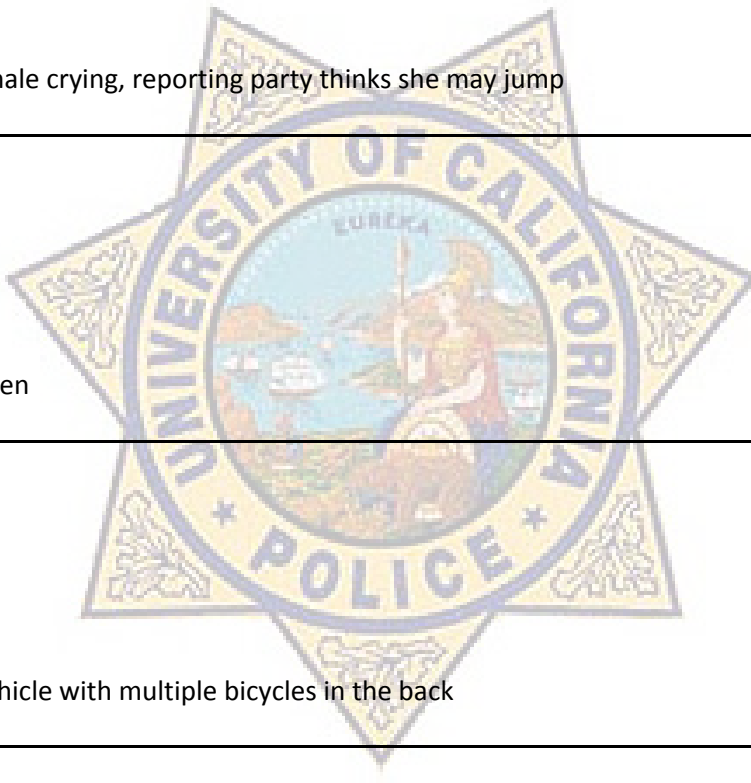 nale crying, reporting party thinks she may jump
UNIVERSITY OF CALIFORNIA
EUREKA
en
POLICE
hicle with multiple bicycles in the back